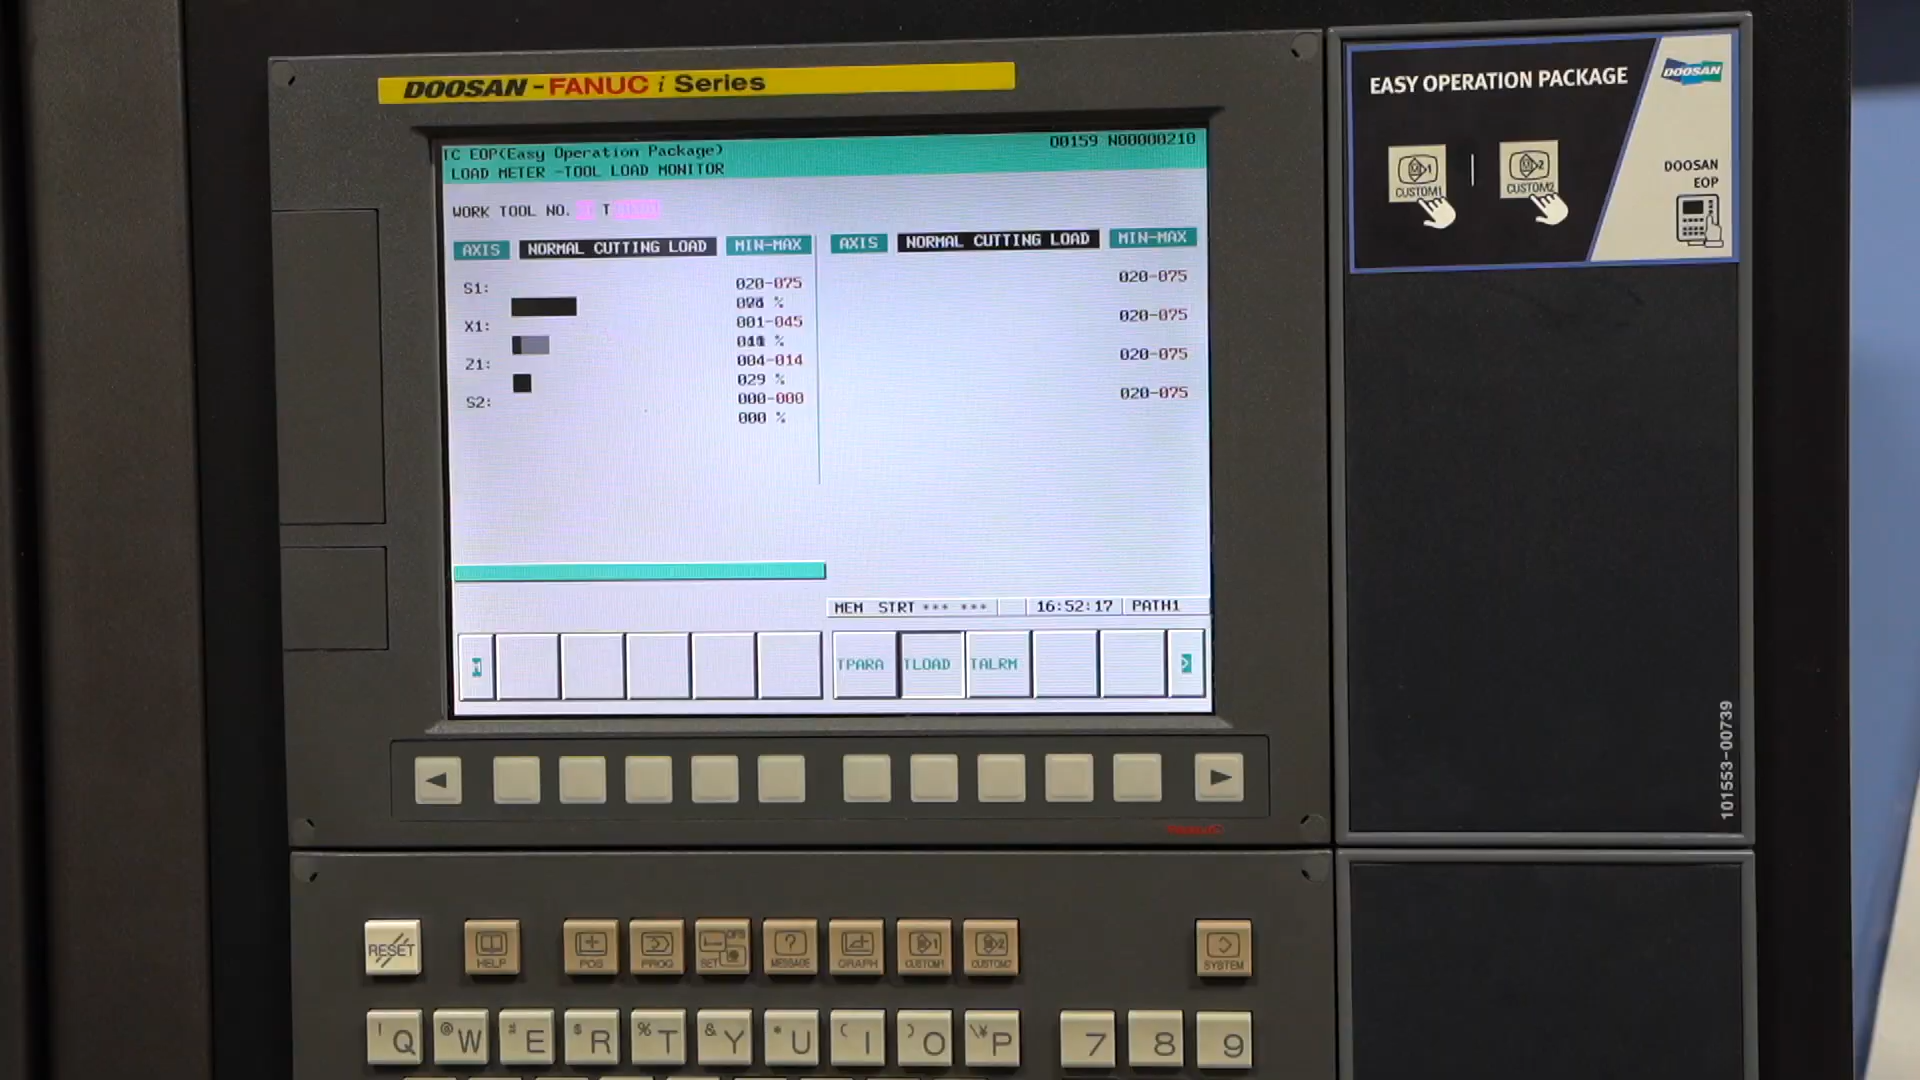 DOOSAN - FANUC i Series
TC EOP(Easy Operation Package)
O0159 N00000210
LOAD METER -TOOL LOAD MONITOR
WORK TOOL NO. T
AXIS NORMAL CUTTING LOAD MIN-MAX AXIS NORMAL CUTTING LOAD MIN-MAX
S1: 020-075 020-075
%
X1: 001-045 020-075
%
Z1: 004-014 020-075
029 %
S2: 000-000 020-075
000 %
MEM STRT *** *** 16:52:17 PATH1
TPARA TLOAD TALRM >
EASY OPERATION PACKAGE
DOOSAN
CUSTOM1 CUSTOM2
DOOSAN
EOP
101553-00739
RESET HELP POS PROG OFS SET MESSAGE GRAPH CUSTOM1 CUSTOM2 SYSTEM
! Q @ W # E $ R % T & Y * U ( I ) O \¥ P 7 8 9